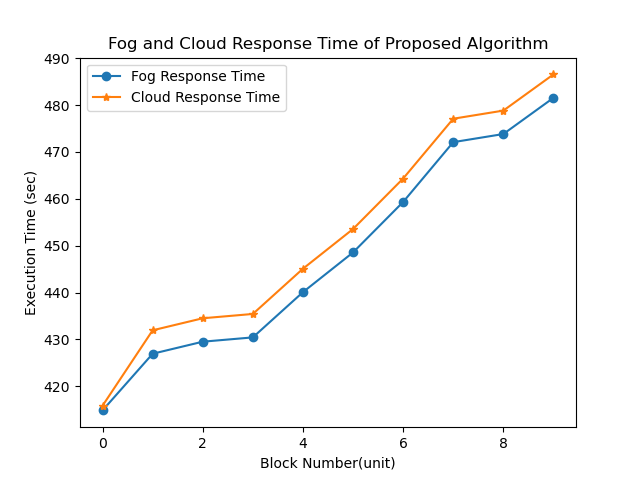 Fog and Cloud Response Time of Proposed Algorithm
Fog Response Time
Cloud Response Time
Execution Time (sec)
490
480
470
460
450
440
430
420
0 2 4 6 8
Block Number(unit)